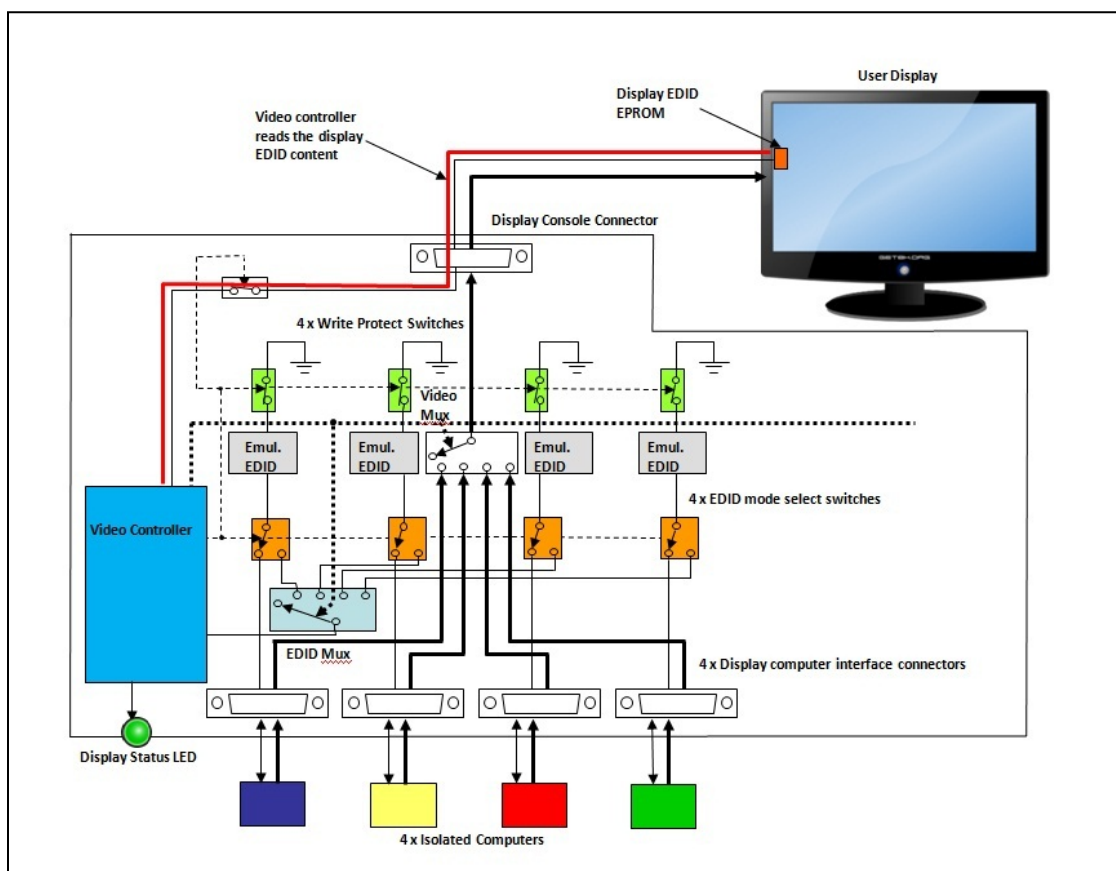 User Display
Display EDID
EPROM
Video controller
reads the display
EDID content
GETEK.ORG
Display Console Connector
4 x Write Protect Switches
Video
Mux
Emul.
EDID
Emul.
EDID
Emul.
EDID
Emul.
EDID
4 x EDID mode select switches
Video Controller
EDID Mux
4 x Display computer interface connectors
Display Status LED
4 x Isolated Computers